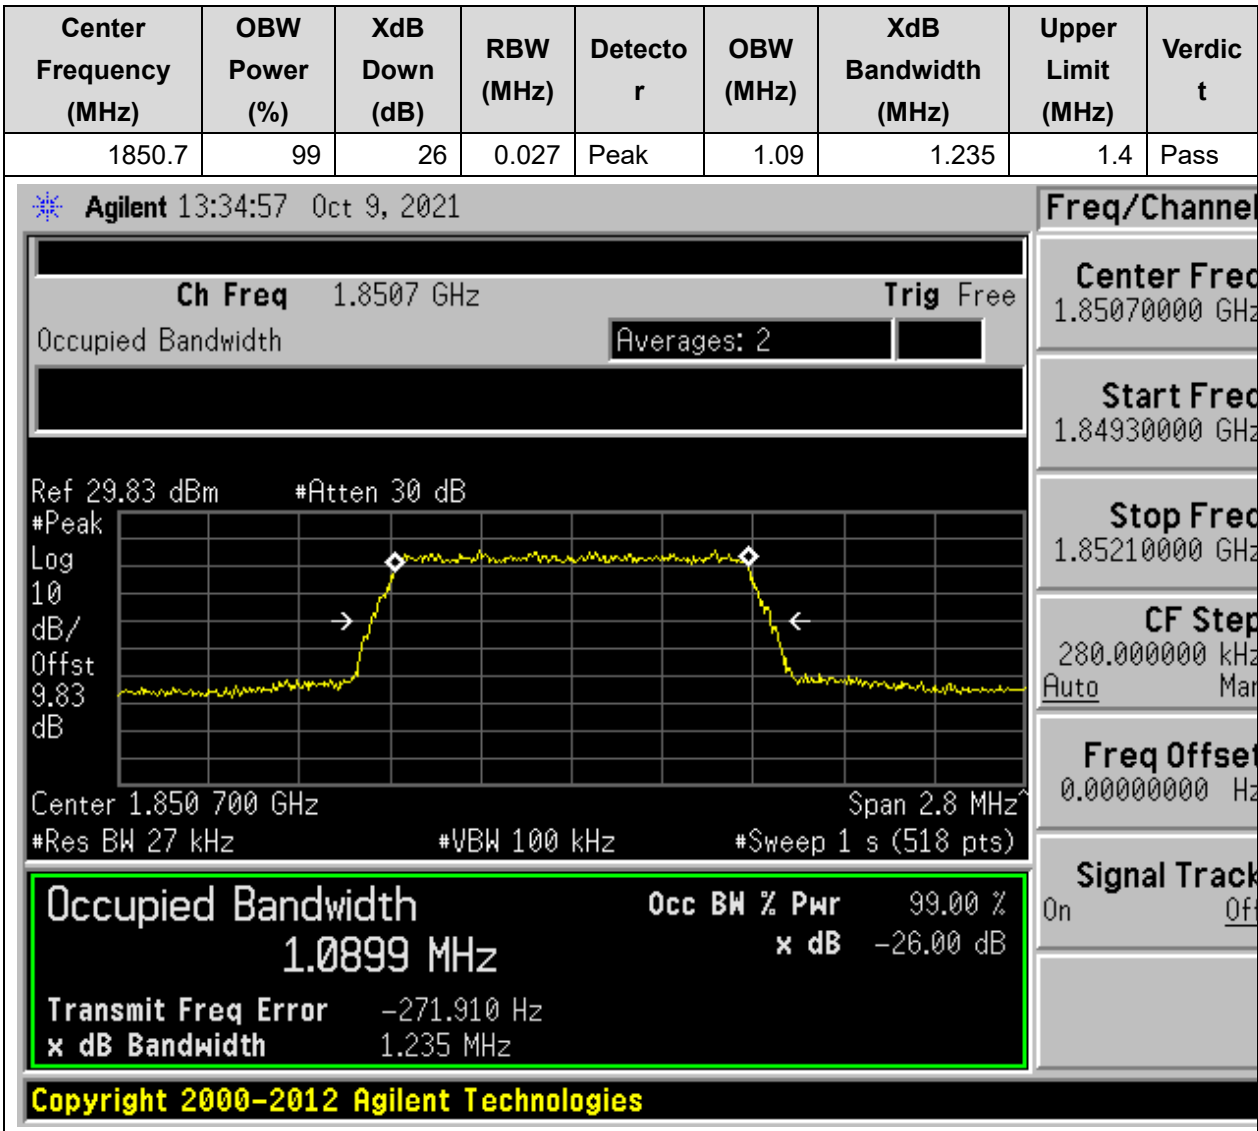 Center Frequency (MHz) OBW Power (%) XdB Down (dB) RBW (MHz) Detector OBW (MHz) XdB Bandwidth (MHz) Upper Limit (MHz) Verdict
1850.7 99 26 0.027 Peak 1.09 1.235 1.4 Pass
Agilent 13:34:57 Oct 9, 2021
Freq/Channel
Ch Freq 1.8507 GHz Trig Free
Occupied Bandwidth Averages: 2
Center Freq
1.85070000 GHz
Start Freq
1.84930000 GHz
Stop Freq
1.85210000 GHz
CF Step
280.000000 kHz
Auto Man
Freq Offset
0.00000000 Hz
Signal Track
On Off
Ref 29.83 dBm #Atten 30 dB
#Peak
Log
10
dB/
Offst
9.83
dB
Center 1.850 700 GHz Span 2.8 MHz^
#Res BW 27 kHz #VBW 100 kHz #Sweep 1 s (518 pts)
Occupied Bandwidth Occ BW % Pwr 99.00 %
1.0899 MHz x dB -26.00 dB
Transmit Freq Error -271.910 Hz
x dB Bandwidth 1.235 MHz
Copyright 2000-2012 Agilent Technologies